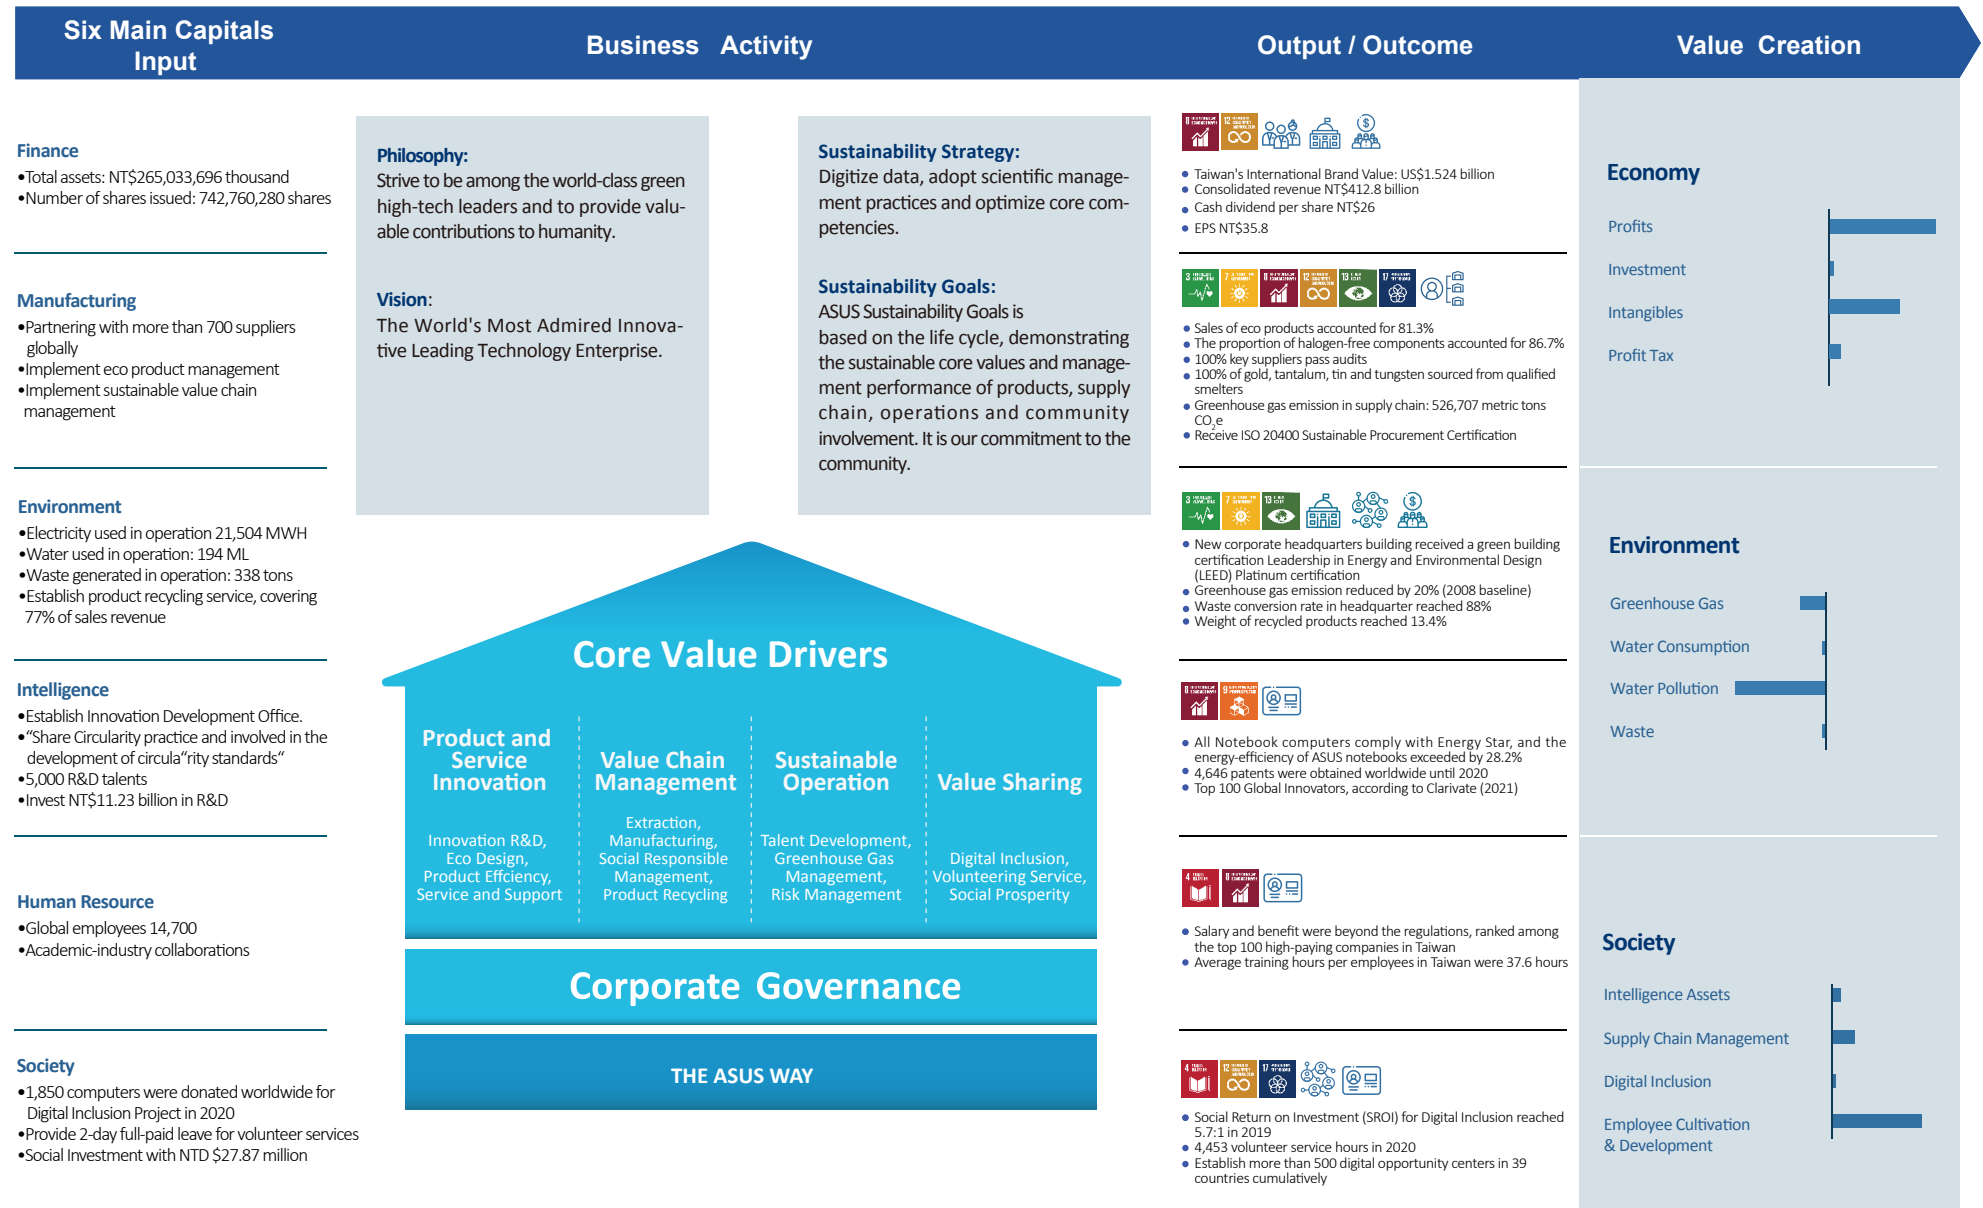 Six Main Capitals
Input
Business Activity
Output / Outcome
Value Creation
Finance
•Total assets: NT$265,033,696 thousand
•Number of shares issued: 742,760,280 shares
Manufacturing
•Partnering with more than 700 suppliers
globally
•Implement eco product management
•Implement sustainable value chain
management
Environment
•Electricity used in operation 21,504 MWH
•Water used in operation: 194 ML
•Waste generated in operation: 338 tons
•Establish product recycling service, covering
77% of sales revenue
Intelligence
•Establish Innovation Development Office.
•“Share Circularity practice and involved in the
development of circula“rity standards“
•5,000 R&D talents
•Invest NT$11.23 billion in R&D
Human Resource
•Global employees 14,700
•Academic-industry collaborations
Society
•1,850 computers were donated worldwide for
Digital Inclusion Project in 2020
•Provide 2-day full-paid leave for volunteer services
•Social Investment with NTD $27.87 million
Philosophy:
Strive to be among the world-class green
high-tech leaders and to provide valu-
able contributions to humanity.
Vision:
The World's Most Admired Innova-
tive Leading Technology Enterprise.
Sustainability Strategy:
Digitize data, adopt scientific manage-
ment practices and optimize core com-
petencies.
Sustainability Goals:
ASUS Sustainability Goals is
based on the life cycle, demonstrating
the sustainable core values and manage-
ment performance of products, supply
chain, operations and community
involvement. It is our commitment to the
community.
Core Value Drivers
Product and
Service
Innovation
Innovation R&D,
Eco Design,
Product Effciency,
Service and Support
Value Chain
Management
Extraction,
Manufacturing,
Social Responsible
Management,
Product Recycling
Sustainable
Operation
Talent Development,
Greenhouse Gas
Management,
Risk Management
Value Sharing
Digital Inclusion,
Volunteering Service,
Social Prosperity
Corporate Governance
THE ASUS WAY
8
12
• Taiwan's International Brand Value: US$1.524 billion
• Consolidated revenue NT$412.8 billion
• Cash dividend per share NT$26
• EPS NT$35.8
3
7
8
12
13
17
• Sales of eco products accounted for 81.3%
• The proportion of halogen-free components accounted for 86.7%
• 100% key suppliers pass audits
• 100% of gold, tantalum, tin and tungsten sourced from qualified
smelters
• Greenhouse gas emission in supply chain: 526,707 metric tons
CO2e
• Receive ISO 20400 Sustainable Procurement Certification
3
7
13
• New corporate headquarters building received a green building
certification Leadership in Energy and Environmental Design
(LEED) Platinum certification
• Greenhouse gas emission reduced by 20% (2008 baseline)
• Waste conversion rate in headquarter reached 88%
• Weight of recycled products reached 13.4%
8
9
• All Notebook computers comply with Energy Star, and the
energy-efficiency of ASUS notebooks exceeded by 28.2%
• 4,646 patents were obtained worldwide until 2020
• Top 100 Global Innovators, according to Clarivate (2021)
4
8
• Salary and benefit were beyond the regulations, ranked among
the top 100 high-paying companies in Taiwan
• Average training hours per employees in Taiwan were 37.6 hours
4
12
17
• Social Return on Investment (SROI) for Digital Inclusion reached
5.7:1 in 2019
• 4,453 volunteer service hours in 2020
• Establish more than 500 digital opportunity centers in 39
countries cumulatively
Economy
Profits
Investment
Intangibles
Profit Tax
Environment
Greenhouse Gas
Water Consumption
Water Pollution
Waste
Society
Intelligence Assets
Supply Chain Management
Digital Inclusion
Employee Cultivation
& Development